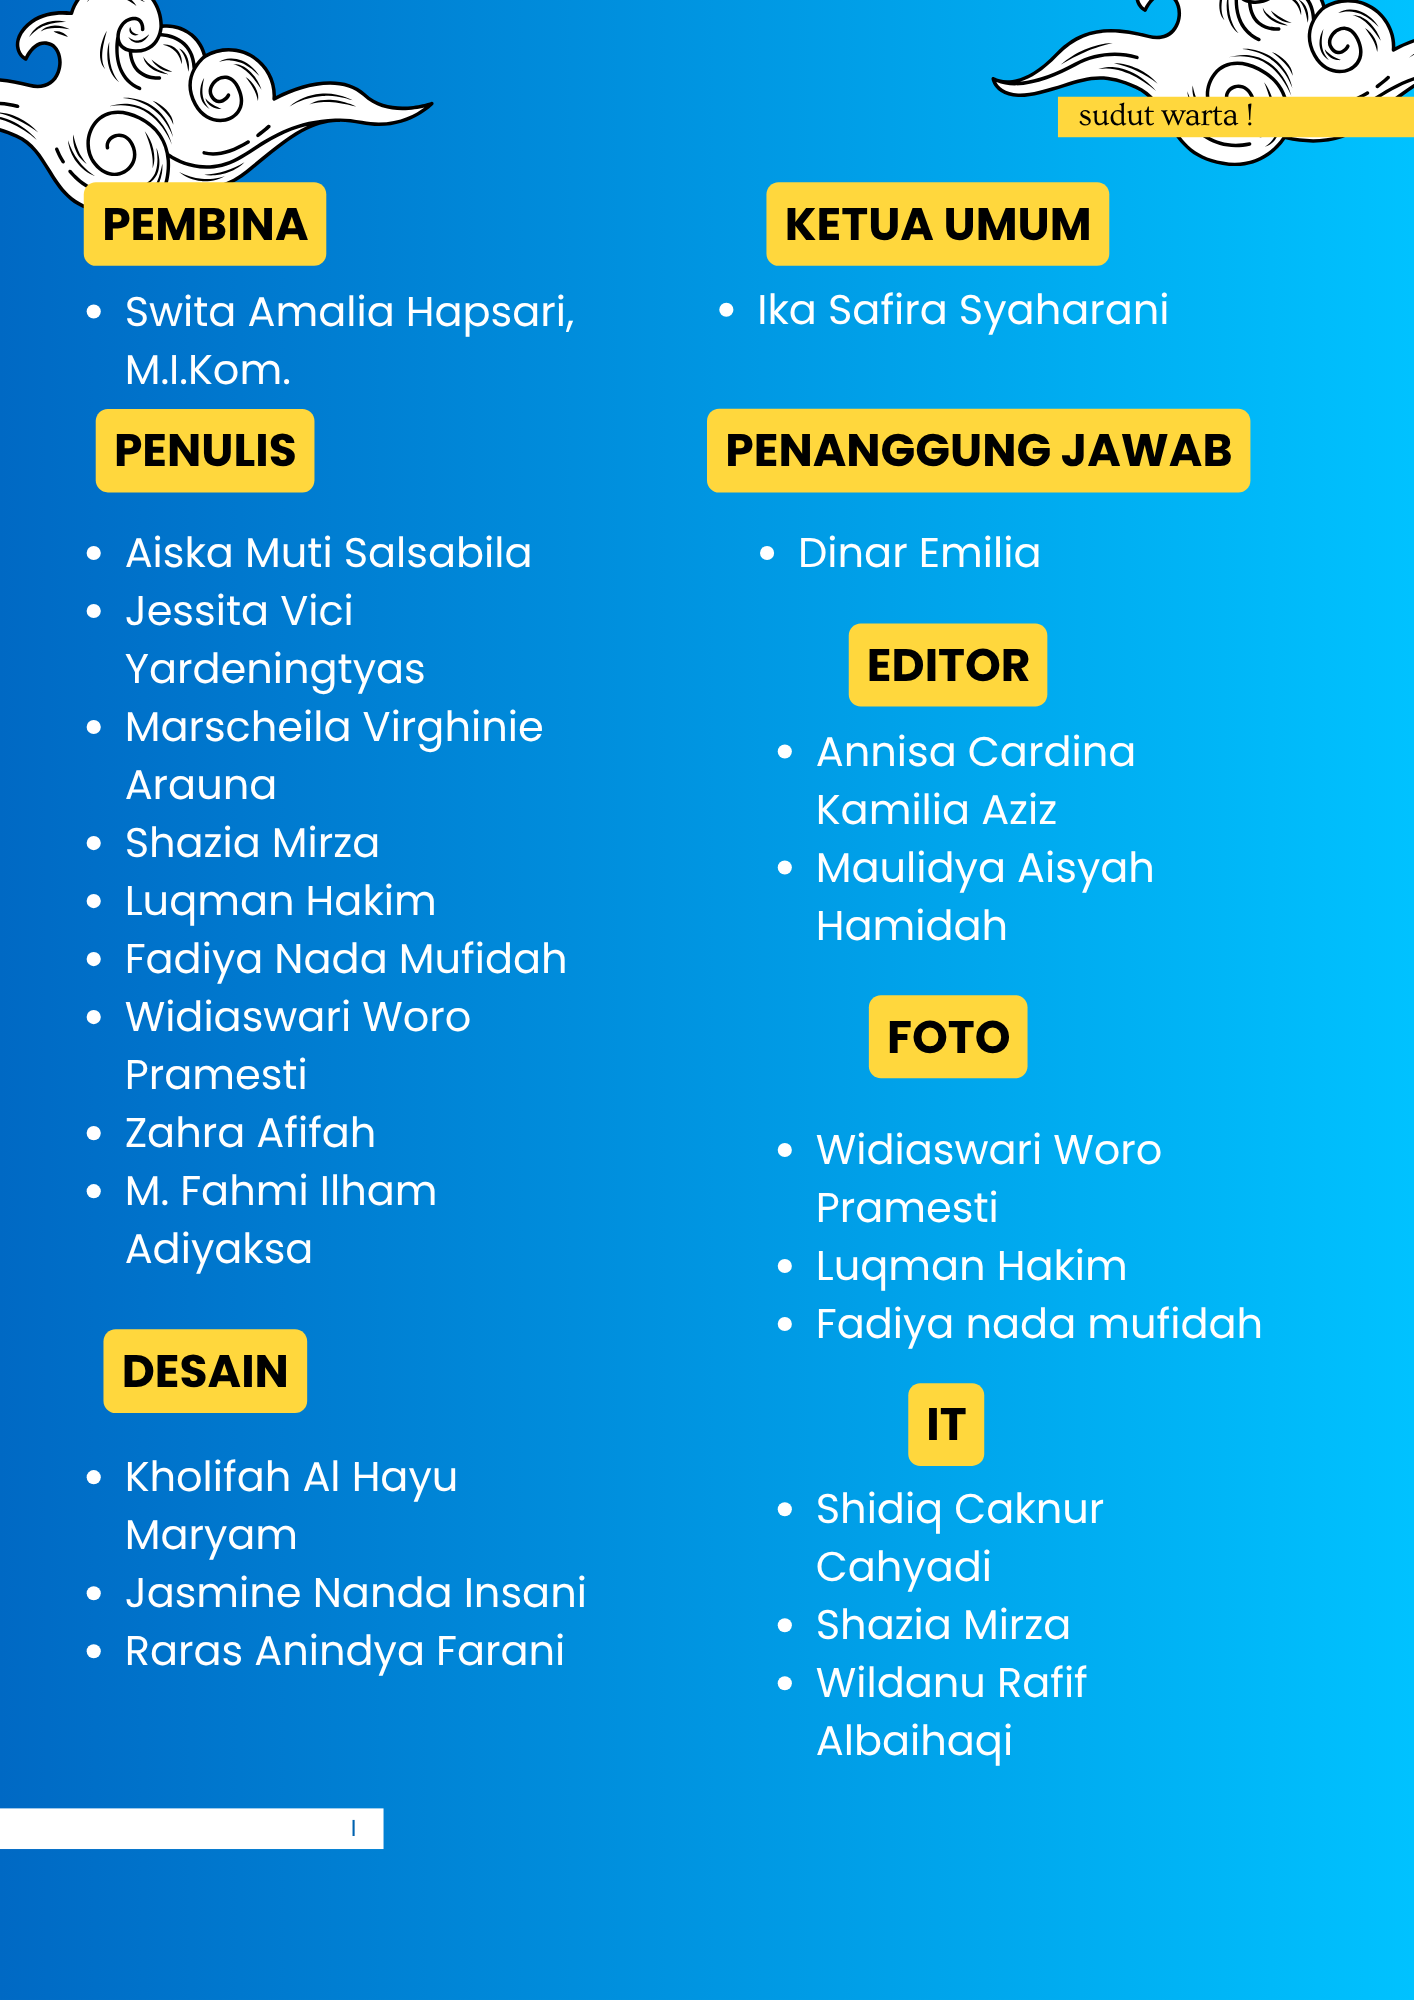 sudut warta !
PEMBINA
• Swita Amalia Hapsari,
M.I.Kom.
PENULIS
• Aiska Muti Salsabila
• Jessita Vici
Yardeningtyas
• Marscheila Virghinie
Arauna
• Shazia Mirza
• Luqman Hakim
• Fadiya Nada Mufidah
• Widiaswari Woro
Pramesti
• Zahra Afifah
• M. Fahmi Ilham
Adiyaksa
DESAIN
• Kholifah Al Hayu
Maryam
• Jasmine Nanda Insani
• Raras Anindya Farani
KETUA UMUM
• Ika Safira Syaharani
PENANGGUNG JAWAB
• Dinar Emilia
EDITOR
• Annisa Cardina
Kamilia Aziz
• Maulidya Aisyah
Hamidah
FOTO
• Widiaswari Woro
Pramesti
• Luqman Hakim
• Fadiya nada mufidah
IT
• Shidiq Caknur
Cahyadi
• Shazia Mirza
• Wildanu Rafif
Albaihaqi
I